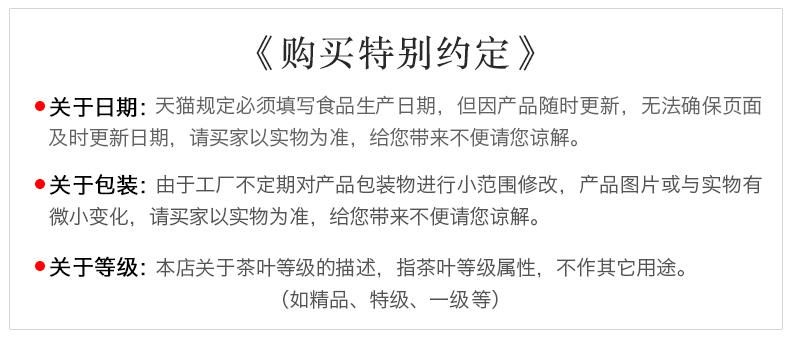 《购买特别约定》
关于日期：天猫规定必须填写食品生产日期，但因产品随时更新，无法确保页面
及时更新日期，请买家以实物为准，给您带来不便请您谅解。
关于包装：由于工厂不定期对产品包装物进行小范围修改，产品图片或与实物有
微小变化，请买家以实物为准，给您带来不便请您谅解。
关于等级：本店关于茶叶等级的描述，指茶叶等级属性，不作其它用途。
（如精品、特级、一级等）